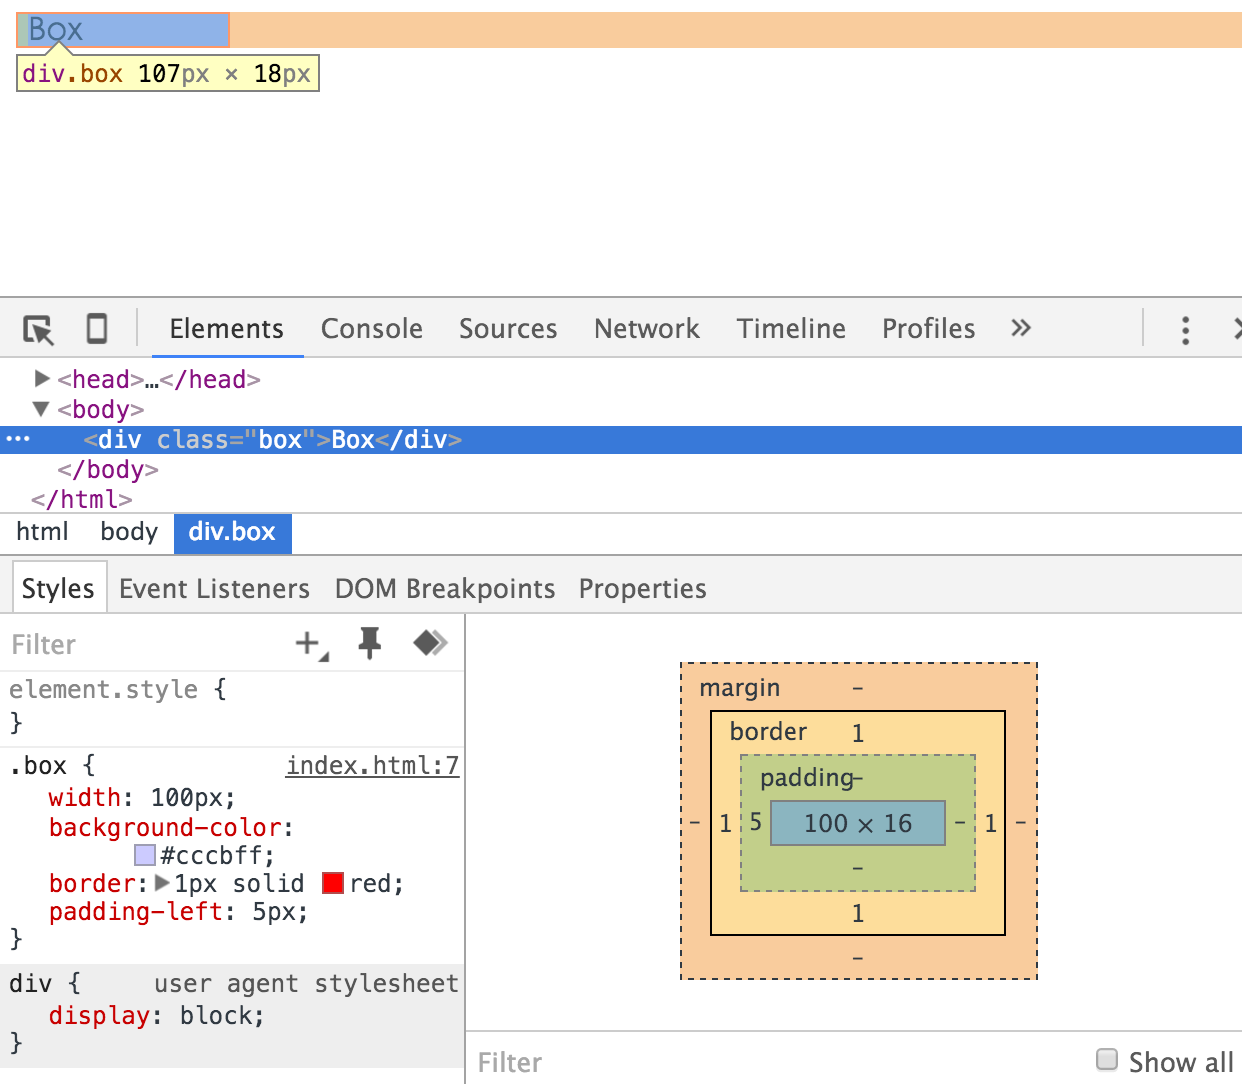 Box
div.box 107px × 18px
Elements Console Sources Network Timeline Profiles »
▶<head>…</head>
▼<body>
••• <div class="box">Box</div>
</body>
</html>
html body div.box
Styles Event Listeners DOM Breakpoints Properties
Filter
element.style {
}
.box { index.html:7
width: 100px;
background-color:
#cccbff;
border:▶1px solid red;
padding-left: 5px;
}
div { user agent stylesheet
display: block;
}
margin –
border 1
padding –
– 1 5 100 × 16 – 1 –
–
1
–
Filter Show all